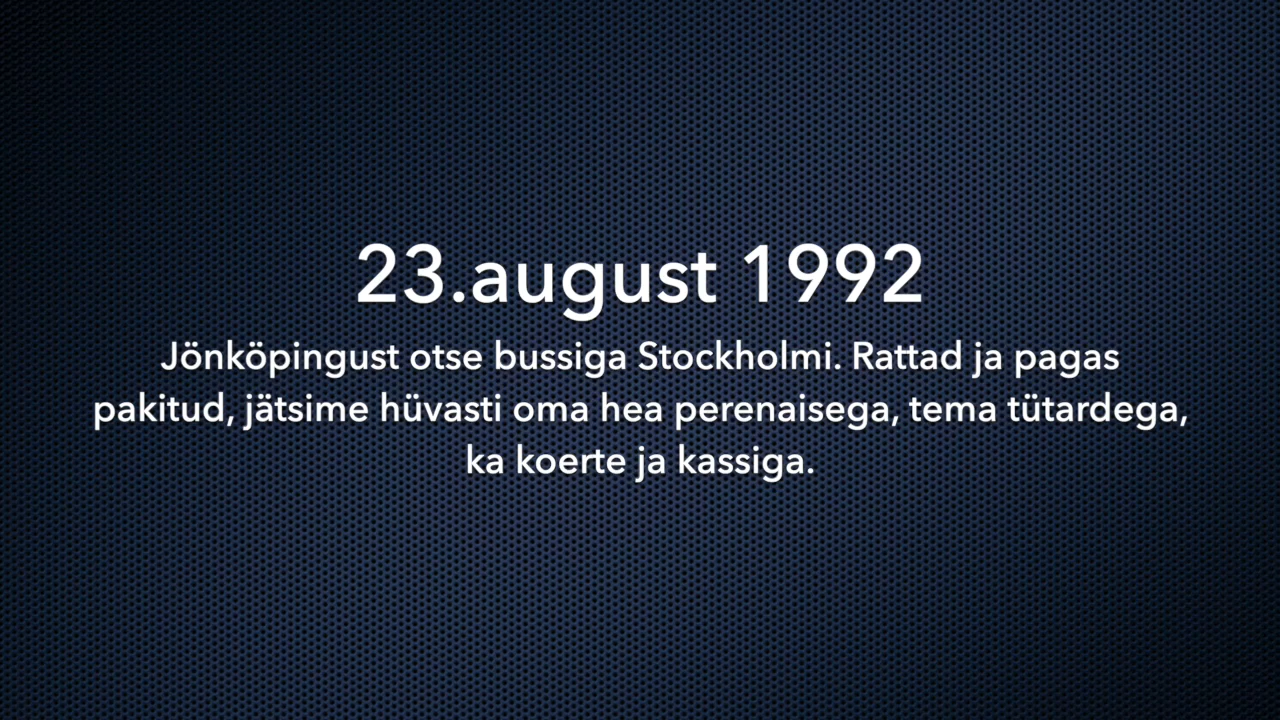 23.august 1992
Jönköpingust otse bussiga Stockholmi. Rattad ja pagas
pakitud, jätsime hüvasti oma hea perenaisega, tema tütardega,
ka koerte ja kassiga.